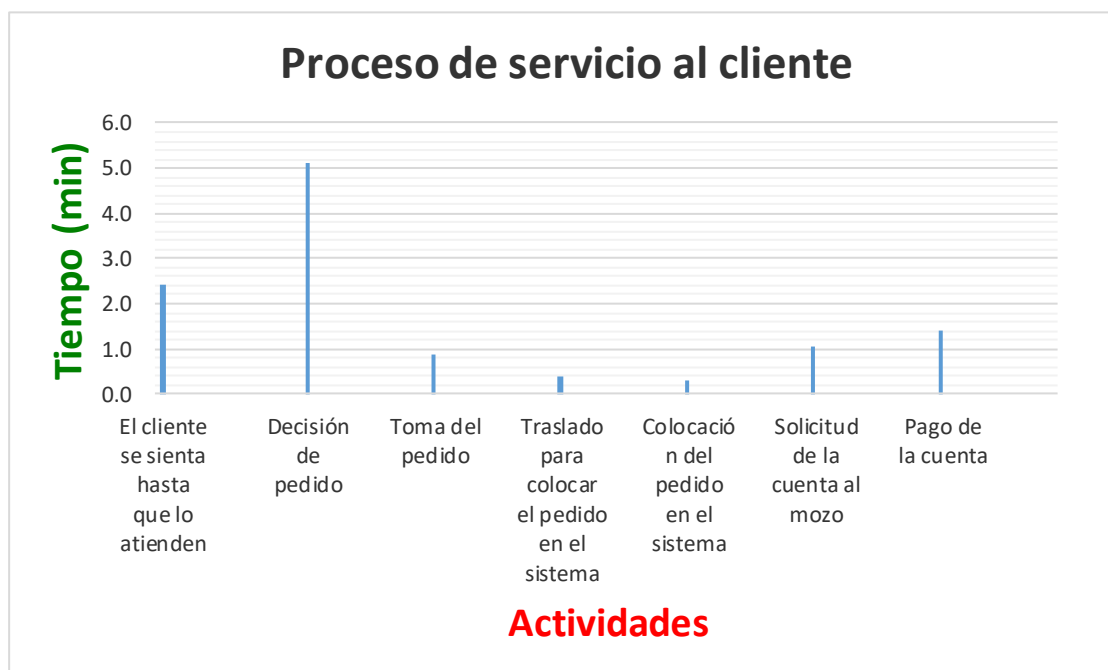 Proceso de servicio al cliente
Tiempo (min)
6.0
5.0
4.0
3.0
2.0
1.0
0.0
El cliente
se sienta
hasta
que lo
atienden
Decisión
de
pedido
Toma del
pedido
Traslado
para
colocar
el pedido
en el
sistema
Colocació
n del
pedido
en el
sistema
Solicitud
de la
cuenta al
mozo
Pago de
la cuenta
Actividades